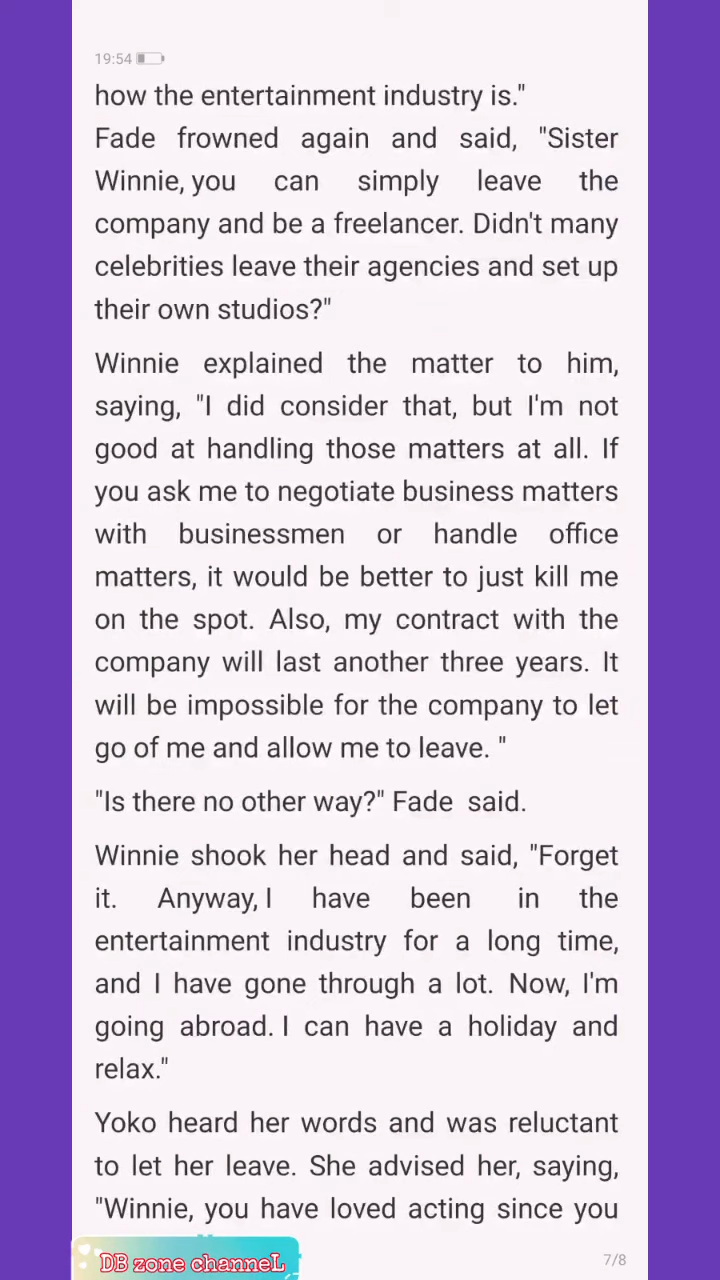 19:54
how the entertainment industry is."
Fade frowned again and said, "Sister
Winnie, you can simply leave the
company and be a freelancer. Didn't many
celebrities leave their agencies and set up
their own studios?"
Winnie explained the matter to him,
saying, "I did consider that, but I'm not
good at handling those matters at all. If
you ask me to negotiate business matters
with businessmen or handle office
matters, it would be better to just kill me
on the spot. Also, my contract with the
company will last another three years. It
will be impossible for the company to let
go of me and allow me to leave. "
"Is there no other way?" Fade said.
Winnie shook her head and said, "Forget
it. Anyway, I have been in the
entertainment industry for a long time,
and I have gone through a lot. Now, I'm
going abroad. I can have a holiday and
relax."
Yoko heard her words and was reluctant
to let her leave. She advised her, saying,
"Winnie, you have loved acting since you
DB zone channeL
7/8